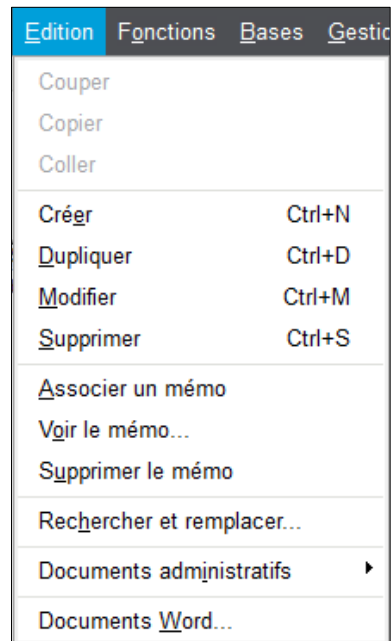 Edition Fonctions Bases Gestic
Couper
Copier
Coller
Créer Ctrl+N
Dupliquer Ctrl+D
Modifier Ctrl+M
Supprimer Ctrl+S
Associer un mémo
Voir le mémo...
Supprimer le mémo
Rechercher et remplacer...
Documents administratifs
Documents Word...